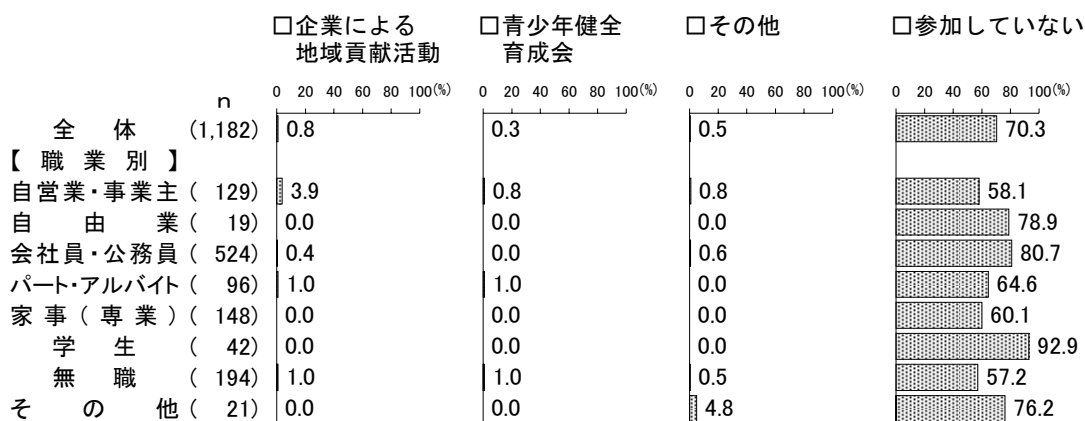 □企業による □青少年健全 □その他 □参加していない
地域貢献活動 育成会
0 20 40 60 80 100(%) 0 20 40 60 80 100(%) 0 20 40 60 80 100(%) 0 20 40 60 80 100(%)
n
全体 (1,182) 0.8 0.3 0.5 70.3
【職業別】
自営業・事業主 ( 129) 3.9 0.8 0.8 58.1
自由業 ( 19) 0.0 0.0 0.0 78.9
会社員・公務員 ( 524) 0.4 0.0 0.6 80.7
パート・アルバイト ( 96) 1.0 1.0 0.0 64.6
家事(専業) ( 148) 0.0 0.0 0.0 60.1
学生 ( 42) 0.0 0.0 0.0 92.9
無職 ( 194) 1.0 1.0 0.5 57.2
その他 ( 21) 0.0 0.0 4.8 76.2